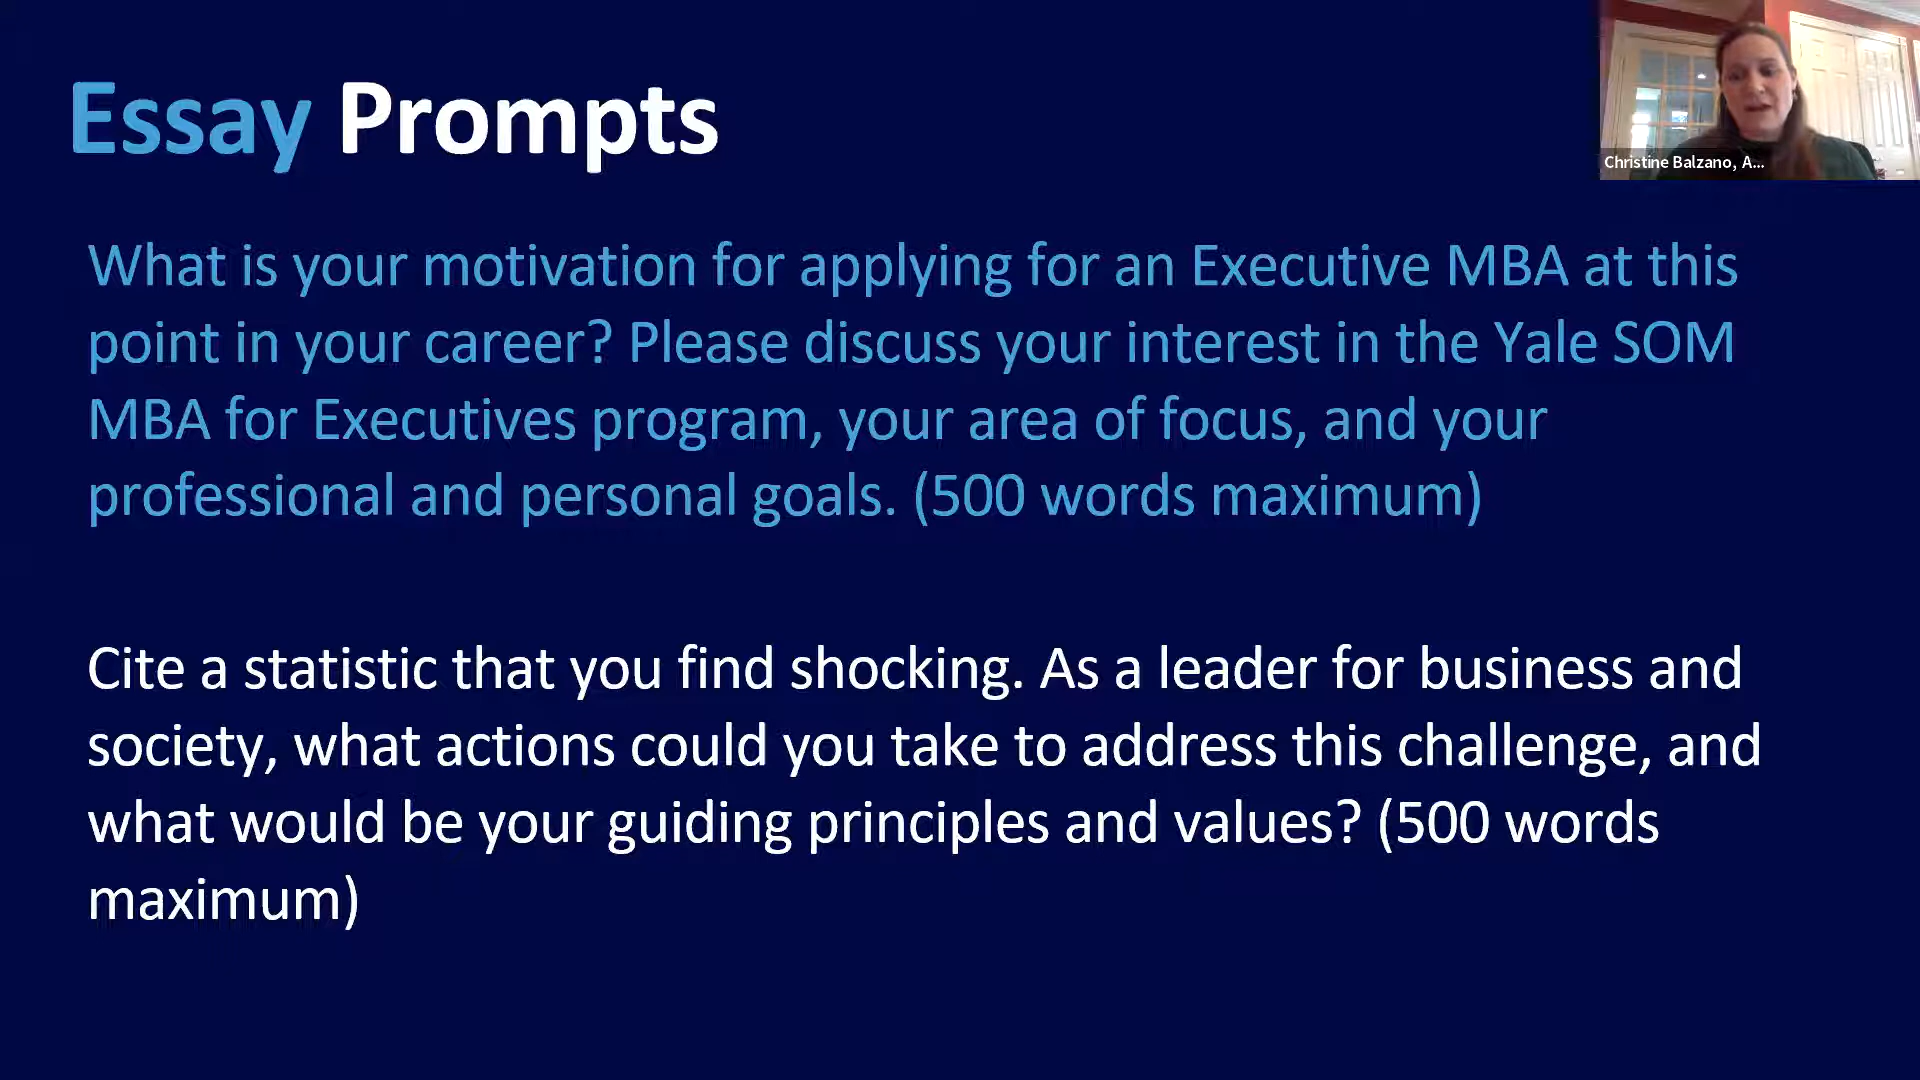 Essay Prompts
Christine Balzano, A...
What is your motivation for applying for an Executive MBA at this
point in your career? Please discuss your interest in the Yale SOM
MBA for Executives program, your area of focus, and your
professional and personal goals. (500 words maximum)
Cite a statistic that you find shocking. As a leader for business and
society, what actions could you take to address this challenge, and
what would be your guiding principles and values? (500 words
maximum)